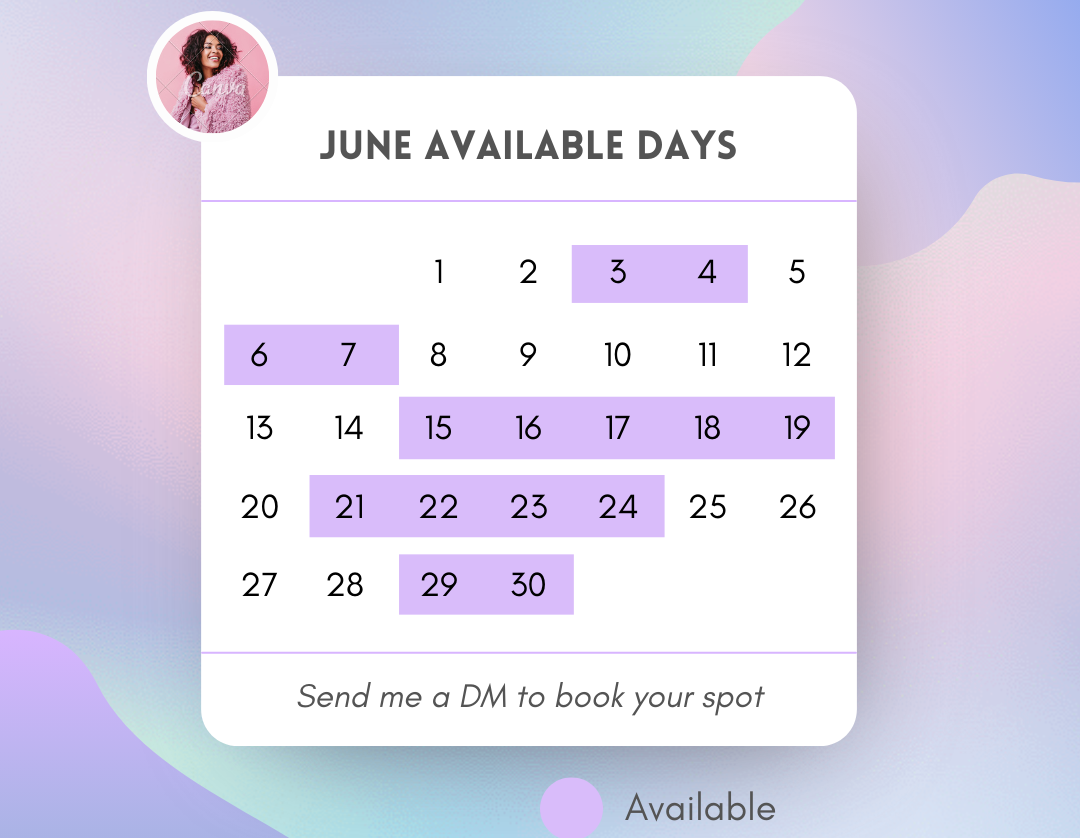 Canva
JUNE AVAILABLE DAYS
1 2 3 4 5
6 7 8 9 10 11 12
13 14 15 16 17 18 19
20 21 22 23 24 25 26
27 28 29 30
Send me a DM to book your spot
Available